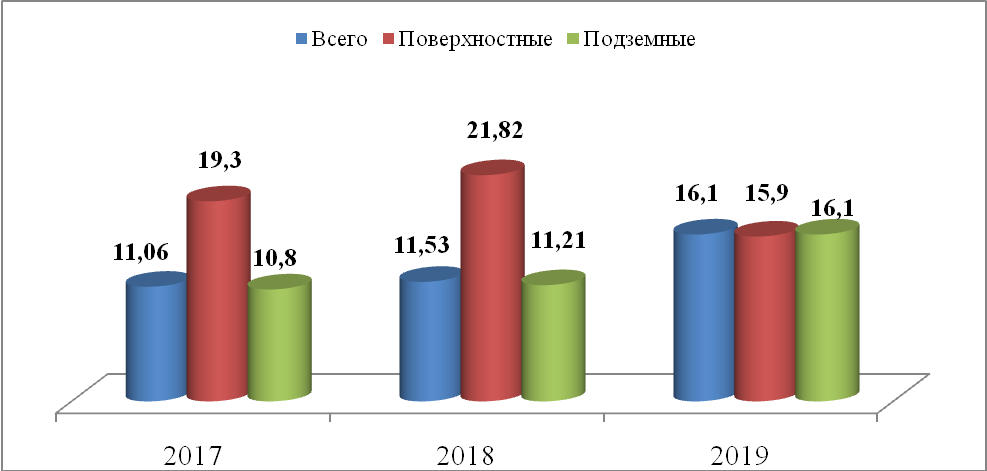 Всего Поверхностные Подземные
21,82
19,3
16,1 15,9 16,1
11,06 10,8 11,53 11,21
2017 2018 2019